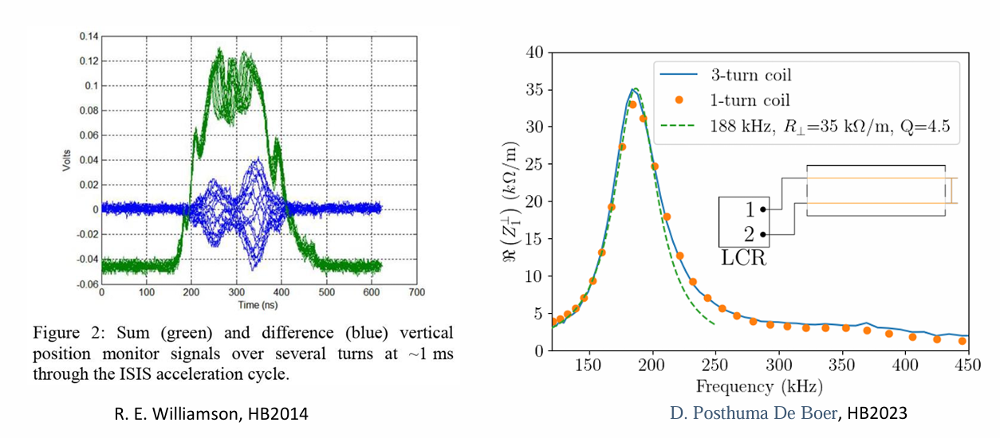 0.14
0.12
0.1
0.08
0.06
0.04
0.02
0
-0.02
-0.04
-0.06
Volts
0 100 200 300 400 500 600 700
Time (ns)
Figure 2: Sum (green) and difference (blue) vertical
position monitor signals over several turns at ~1 ms
through the ISIS acceleration cycle.
R. E. Williamson, HB2014
40
35
30
25
20
15
10
5
0
ℜ(Z₁^⊥) (kΩ/m)
3-turn coil
1-turn coil
188 kHz, R⊥=35 kΩ/m, Q=4.5
1
2
LCR
150 200 250 300 350 400 450
Frequency (kHz)
D. Posthuma De Boer, HB2023